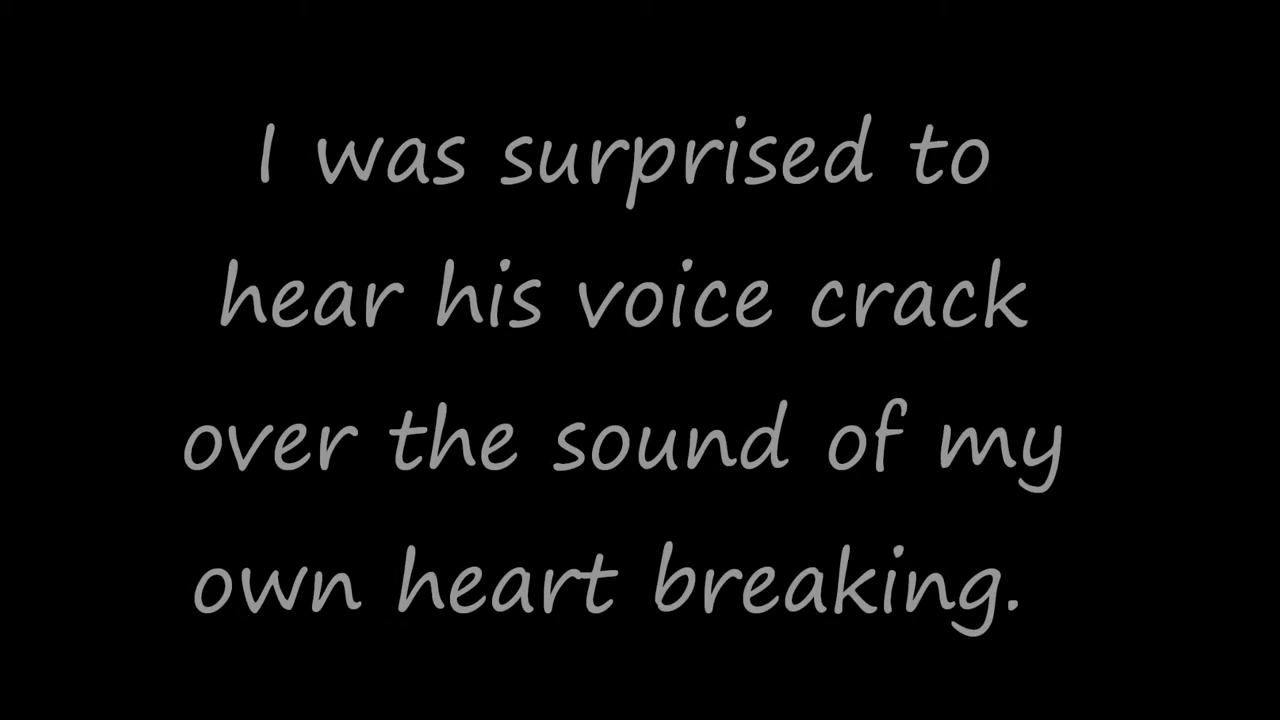 I was surprised to
hear his voice crack
over the sound of my
own heart breaking.